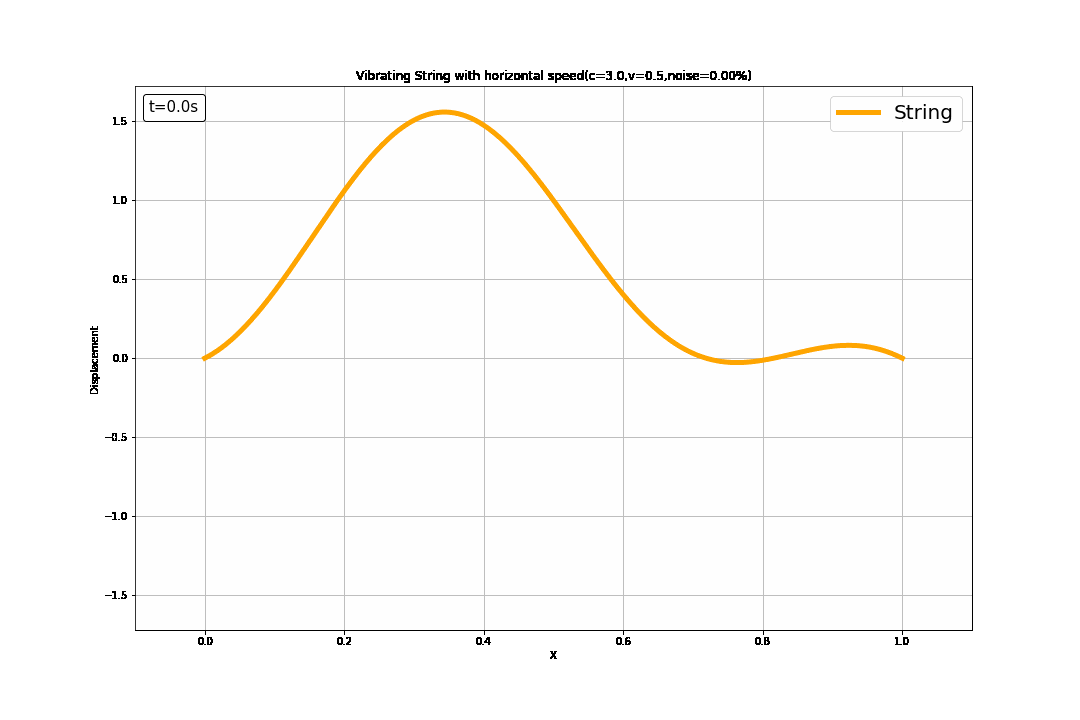 Vibrating String with horizontal speed(c=3.0,v=0.5,noise=0.00%)
t=0.0s
String
1.5
1.0
0.5
0.0
−0.5
−1.0
−1.5
Displacement
0.0 0.2 0.4 0.6 0.8 1.0
X